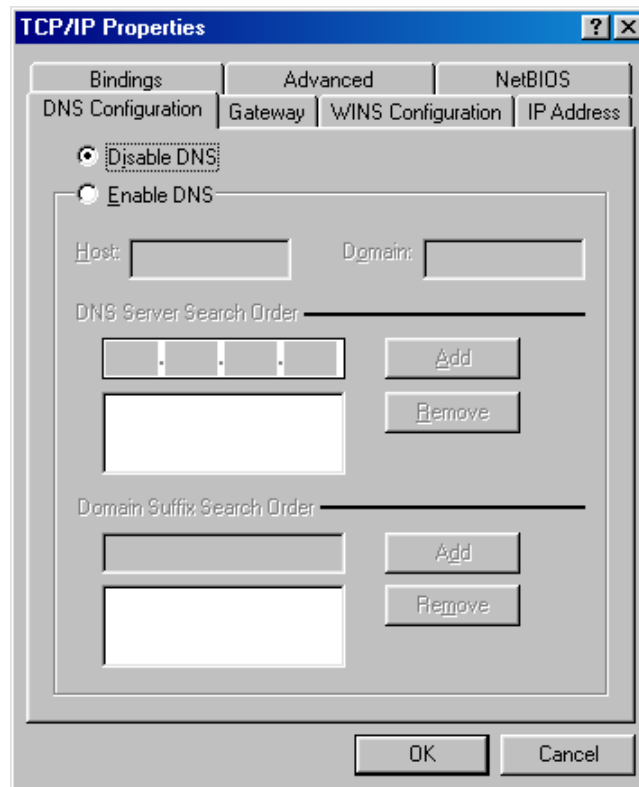 TCP/IP Properties
Bindings Advanced NetBIOS
DNS Configuration Gateway WINS Configuration IP Address
Disable DNS
Enable DNS
Host: Domain:
DNS Server Search Order
. . .
Add
Remove
Domain Suffix Search Order
Add
Remove
OK Cancel